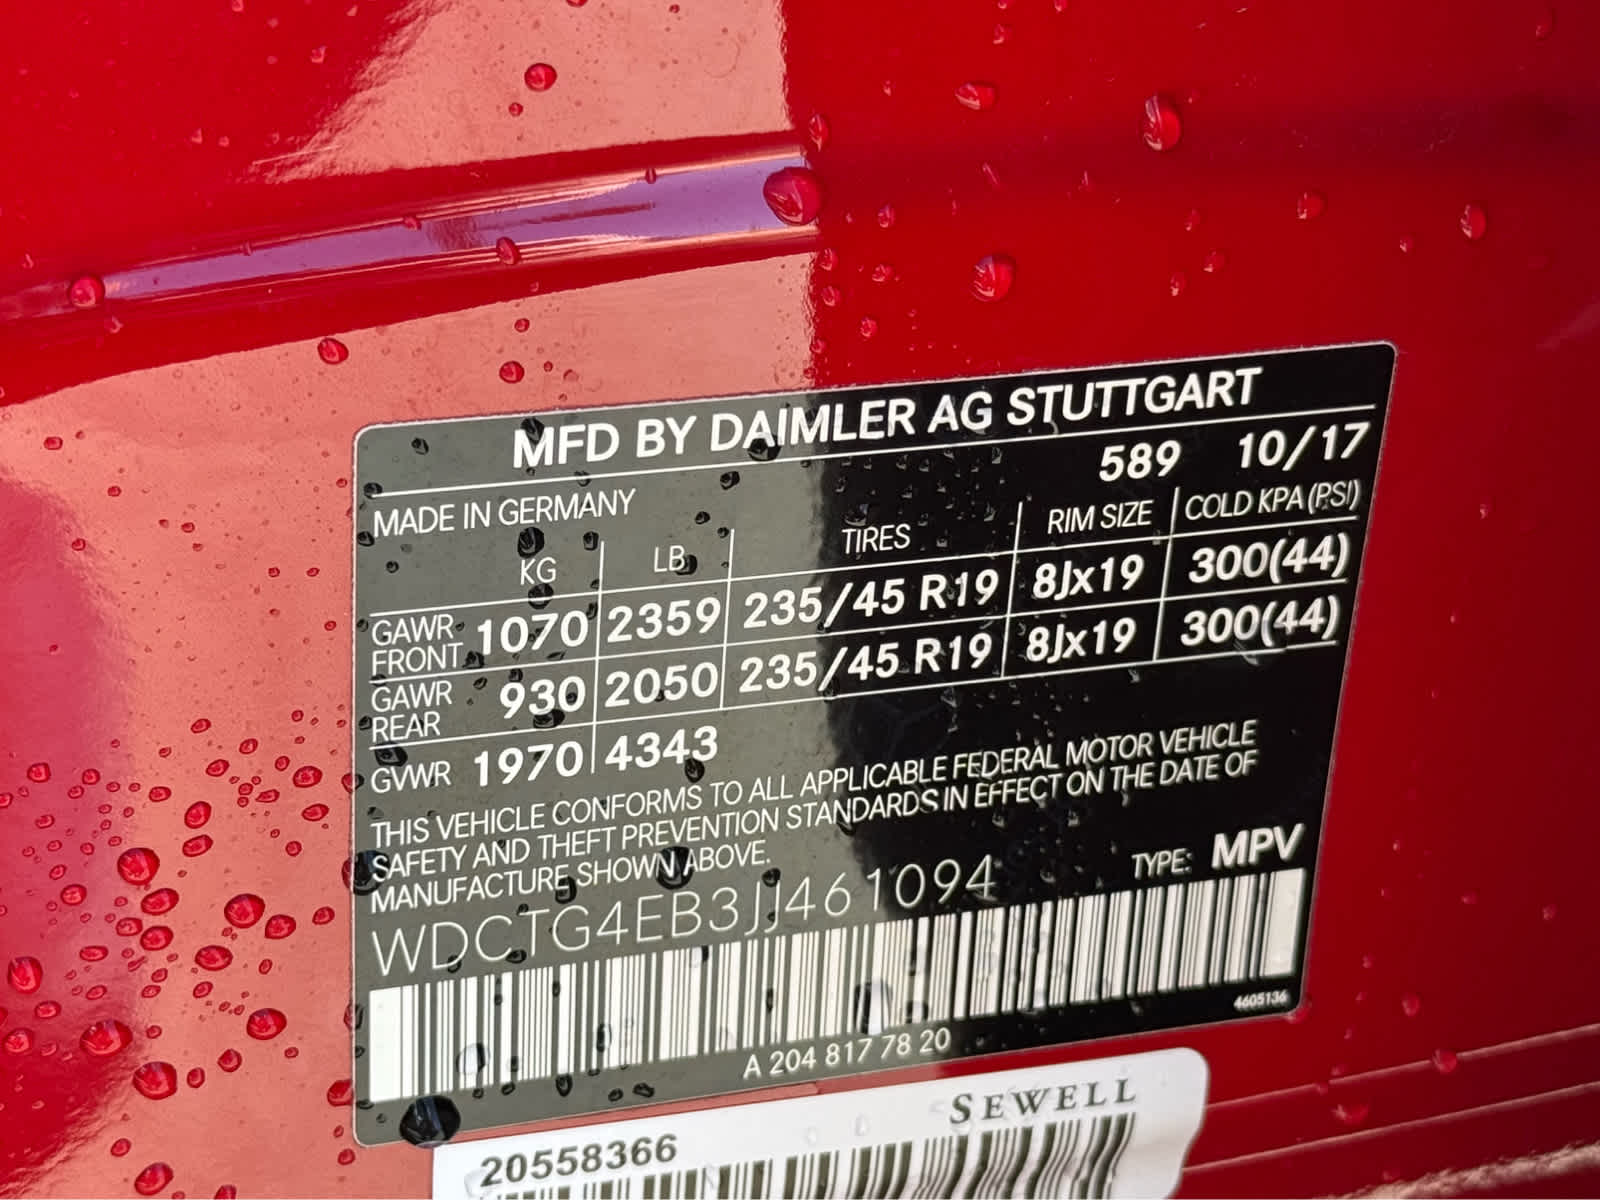 MFD BY DAIMLER AG STUTTGART
589 10/17
MADE IN GERMANY
KG LB TIRES RIM SIZE COLD KPA (PSI)
GAWR FRONT 1070 2359 235/45 R19 8Jx19 300(44)
GAWR REAR 930 2050 235/45 R19 8Jx19 300(44)
GVWR 1970 4343
THIS VEHICLE CONFORMS TO ALL APPLICABLE FEDERAL MOTOR VEHICLE
SAFETY AND THEFT PREVENTION STANDARDS IN EFFECT ON THE DATE OF
MANUFACTURE SHOWN ABOVE.
WDCTG4EB3JJ461094 TYPE: MPV
4605136
A 204 817 78 20
SEWELL
20558366